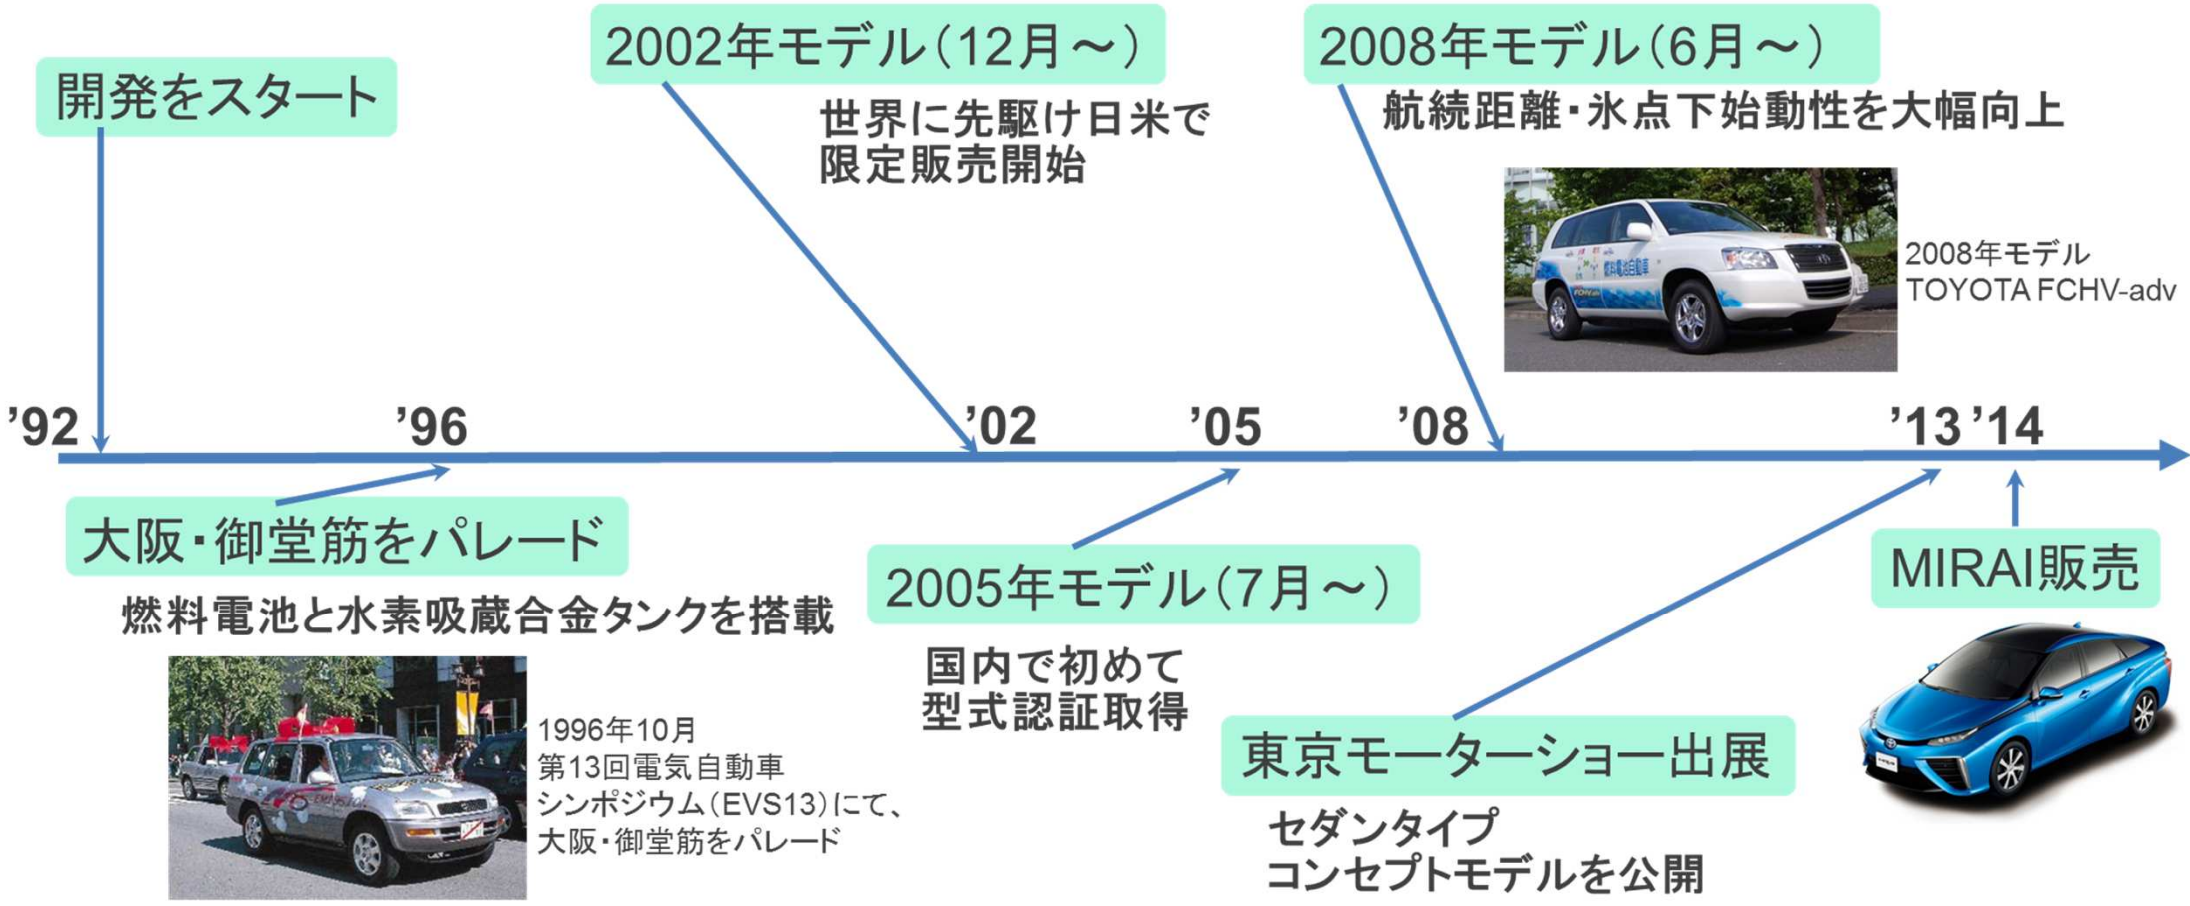 開発をスタート
2002年モデル（12月～）
世界に先駆け日米で
限定販売開始
2008年モデル（6月～）
航続距離・氷点下始動性を大幅向上
燃料電池自動車
2008年モデル
TOYOTA FCHV-adv
’92
’96
’02
’05
’08
’13
’14
大阪・御堂筋をパレード
燃料電池と水素吸蔵合金タンクを搭載
1996年10月
第13回電気自動車
シンポジウム（EVS13）にて、
大阪・御堂筋をパレード
2005年モデル（7月～）
国内で初めて
型式認証取得
東京モーターショー出展
セダンタイプ
コンセプトモデルを公開
MIRAI販売